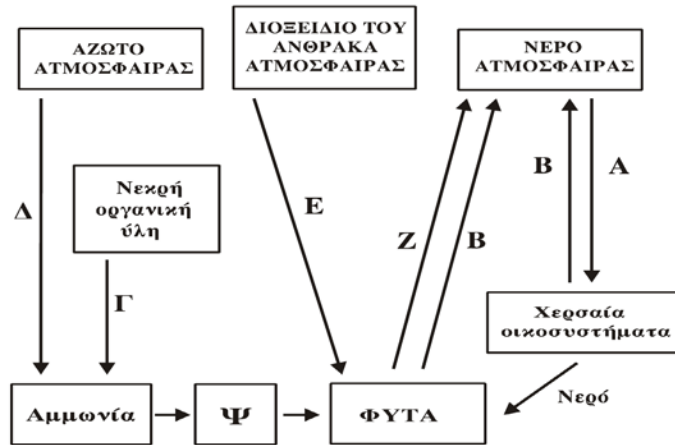 ΑΖΩΤΟ
ΑΤΜΟΣΦΑΙΡΑΣ
ΔΙΟΞΕΙΔΙΟ ΤΟΥ
ΑΝΘΡΑΚΑ
ΑΤΜΟΣΦΑΙΡΑΣ
ΝΕΡΟ
ΑΤΜΟΣΦΑΙΡΑΣ
Δ
Νεκρή
οργανική
ύλη
Γ
Ε
Ζ
Β
Β
Α
Χερσαία
οικοσυστήματα
Νερό
Αμμωνία
Ψ
ΦΥΤΑ